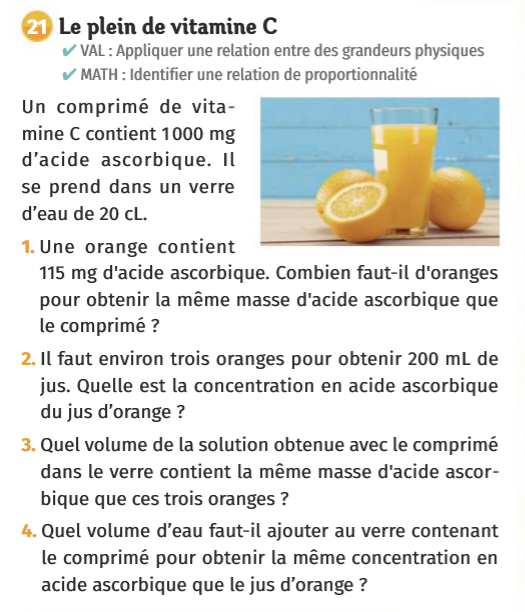 21 Le plein de vitamine C
✔ VAL : Appliquer une relation entre des grandeurs physiques
✔ MATH : Identifier une relation de proportionnalité
Un comprimé de vita-
mine C contient 1 000 mg
d’acide ascorbique. Il
se prend dans un verre
d’eau de 20 cL.
1. Une orange contient
115 mg d'acide ascorbique. Combien faut-il d'oranges
pour obtenir la même masse d'acide ascorbique que
le comprimé ?
2. Il faut environ trois oranges pour obtenir 200 mL de
jus. Quelle est la concentration en acide ascorbique
du jus d’orange ?
3. Quel volume de la solution obtenue avec le comprimé
dans le verre contient la même masse d'acide ascor-
bique que ces trois oranges ?
4. Quel volume d’eau faut-il ajouter au verre contenant
le comprimé pour obtenir la même concentration en
acide ascorbique que le jus d’orange ?